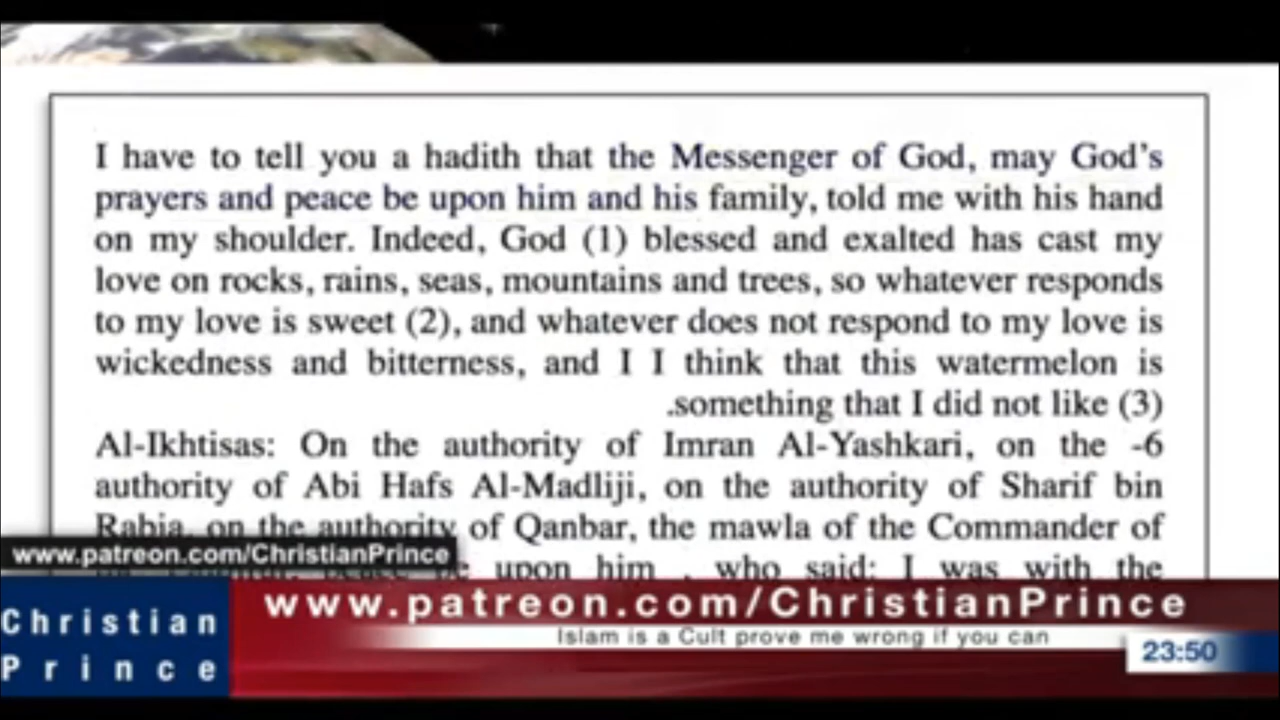 I have to tell you a hadith that the Messenger of God, may God's
prayers and peace be upon him and his family, told me with his hand
on my shoulder. Indeed, God (1) blessed and exalted has cast my
love on rocks, rains, seas, mountains and trees, so whatever responds
to my love is sweet (2), and whatever does not respond to my love is
wickedness and bitterness, and I I think that this watermelon is
.something that I did not like (3)
Al-Ikhtisas: On the authority of Imran Al-Yashkari, on the -6
authority of Abi Hafs Al-Madliji, on the authority of Sharif bin
Rabia, on the authority of Qanbar, the mawla of the Commander of
peace be upon him , who said: I was with the
www.patreon.com/ChristianPrince
www.patreon.com/ChristianPrince
Islam is a Cult prove me wrong if you can
Christian
Prince
23:50